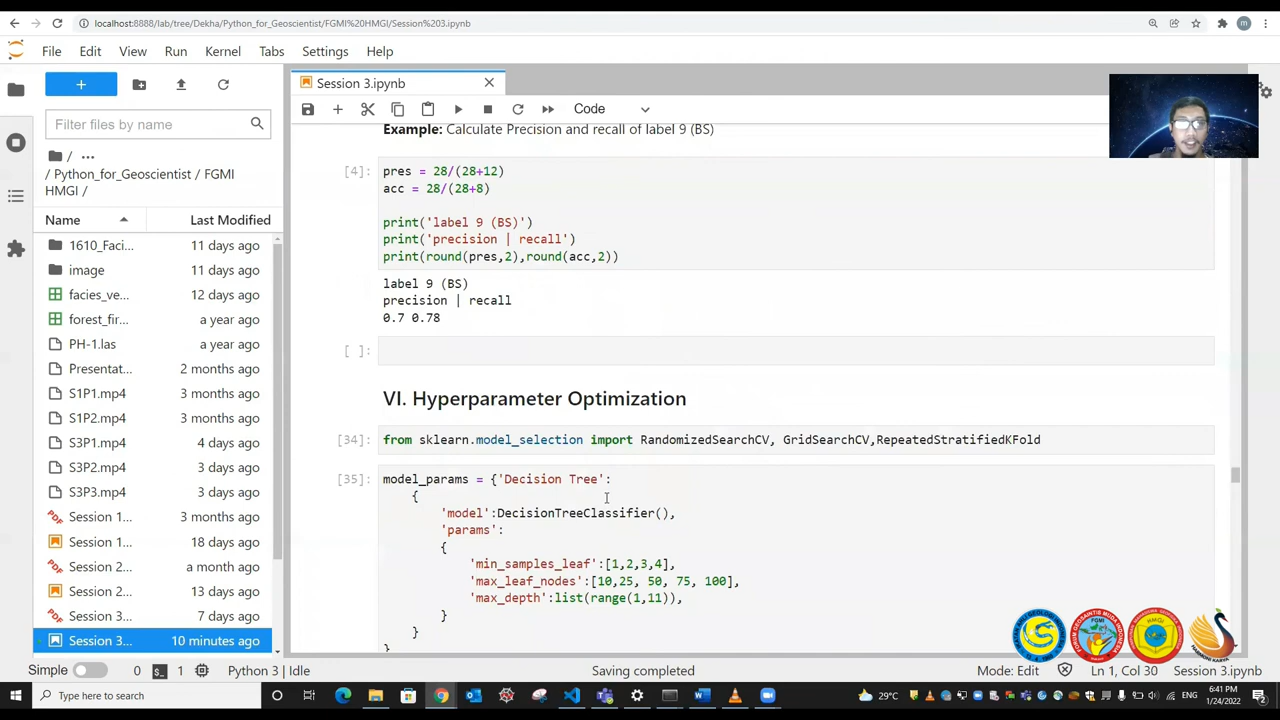 localhost:8888/lab/tree/Dekha/Python_for_Geoscientist/FGMI%20HMGI/Session%203.ipynb
m
File Edit View Run Kernel Tabs Settings Help
Session 3.ipynb
Code
Filter files by name
/ ...
/ Python_for_Geoscientist / FGMI
HMGI /
Name Last Modified
1610_Faci... 11 days ago
image 11 days ago
facies_ve... 12 days ago
forest_fir... a year ago
PH-1.las a year ago
Presentat... 2 months ago
S1P1.mp4 3 months ago
S1P2.mp4 3 months ago
S3P1.mp4 4 days ago
S3P2.mp4 3 days ago
S3P3.mp4 3 days ago
Session 1... 3 months ago
Session 1... 18 days ago
Session 2... a month ago
Session 2... 13 days ago
Session 3... 7 days ago
Session 3... 10 minutes ago
Example: Calculate Precision and recall of label 9 (BS)
[4]:
pres = 28/(28+12)
acc = 28/(28+8)
print('label 9 (BS)')
print('precision | recall')
print(round(pres,2),round(acc,2))
label 9 (BS)
precision | recall
0.7 0.78
[ ]:
VI. Hyperparameter Optimization
[34]: from sklearn.model_selection import RandomizedSearchCV, GridSearchCV,RepeatedStratifiedKFold
[35]: model_params = {'Decision Tree':
{
'model':DecisionTreeClassifier(),
'params':
{
'min_samples_leaf':[1,2,3,4],
'max_leaf_nodes':[10,25, 50, 75, 100],
'max_depth':list(range(1,11)),
}
}
}
Simple 0 1 Python 3 | Idle Saving completed Mode: Edit Ln 1, Col 30 Session 3.ipynb
Type here to search 29°C ENG 6:41 PM
1/24/2022